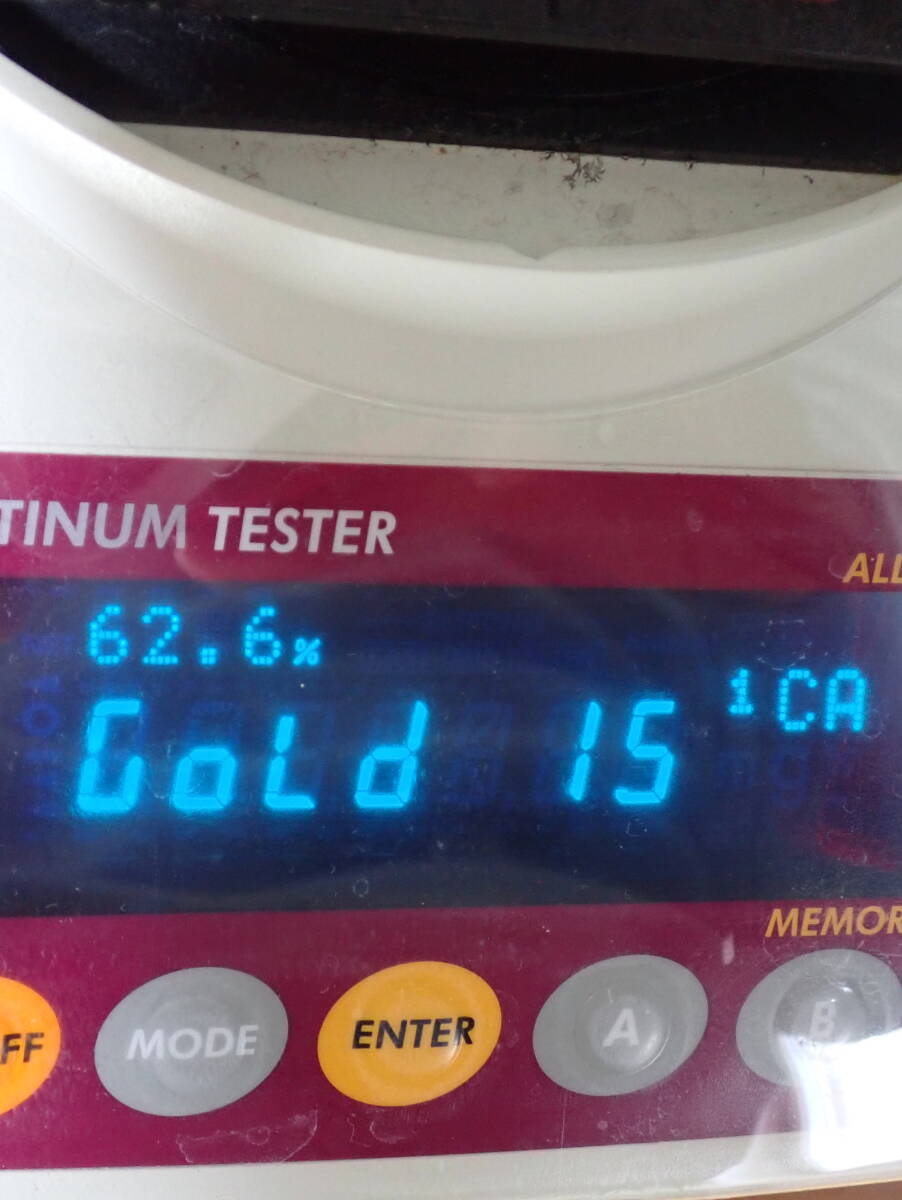 TINUM TESTER
ALL
62.6%
Gold 15 1CA
MEMOR
FF MODE ENTER A B